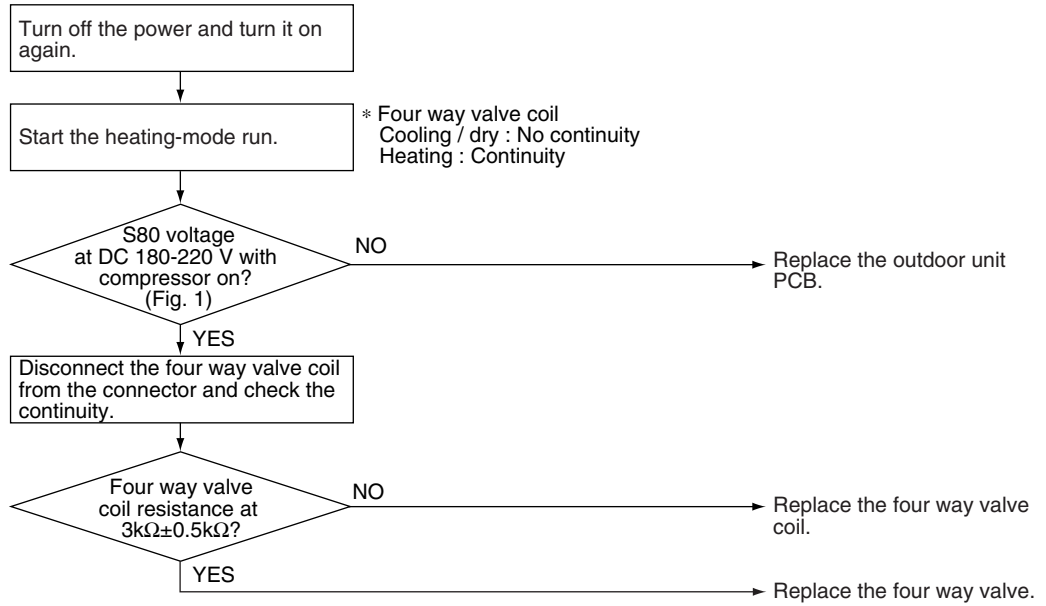 Turn off the power and turn it on
again.
Start the heating-mode run.
* Four way valve coil
Cooling / dry : No continuity
Heating : Continuity
S80 voltage
at DC 180-220 V with
compressor on?
(Fig. 1)
NO
Replace the outdoor unit
PCB.
YES
Disconnect the four way valve coil
from the connector and check the
continuity.
Four way valve
coil resistance at
3kΩ±0.5kΩ?
NO
Replace the four way valve
coil.
YES
Replace the four way valve.